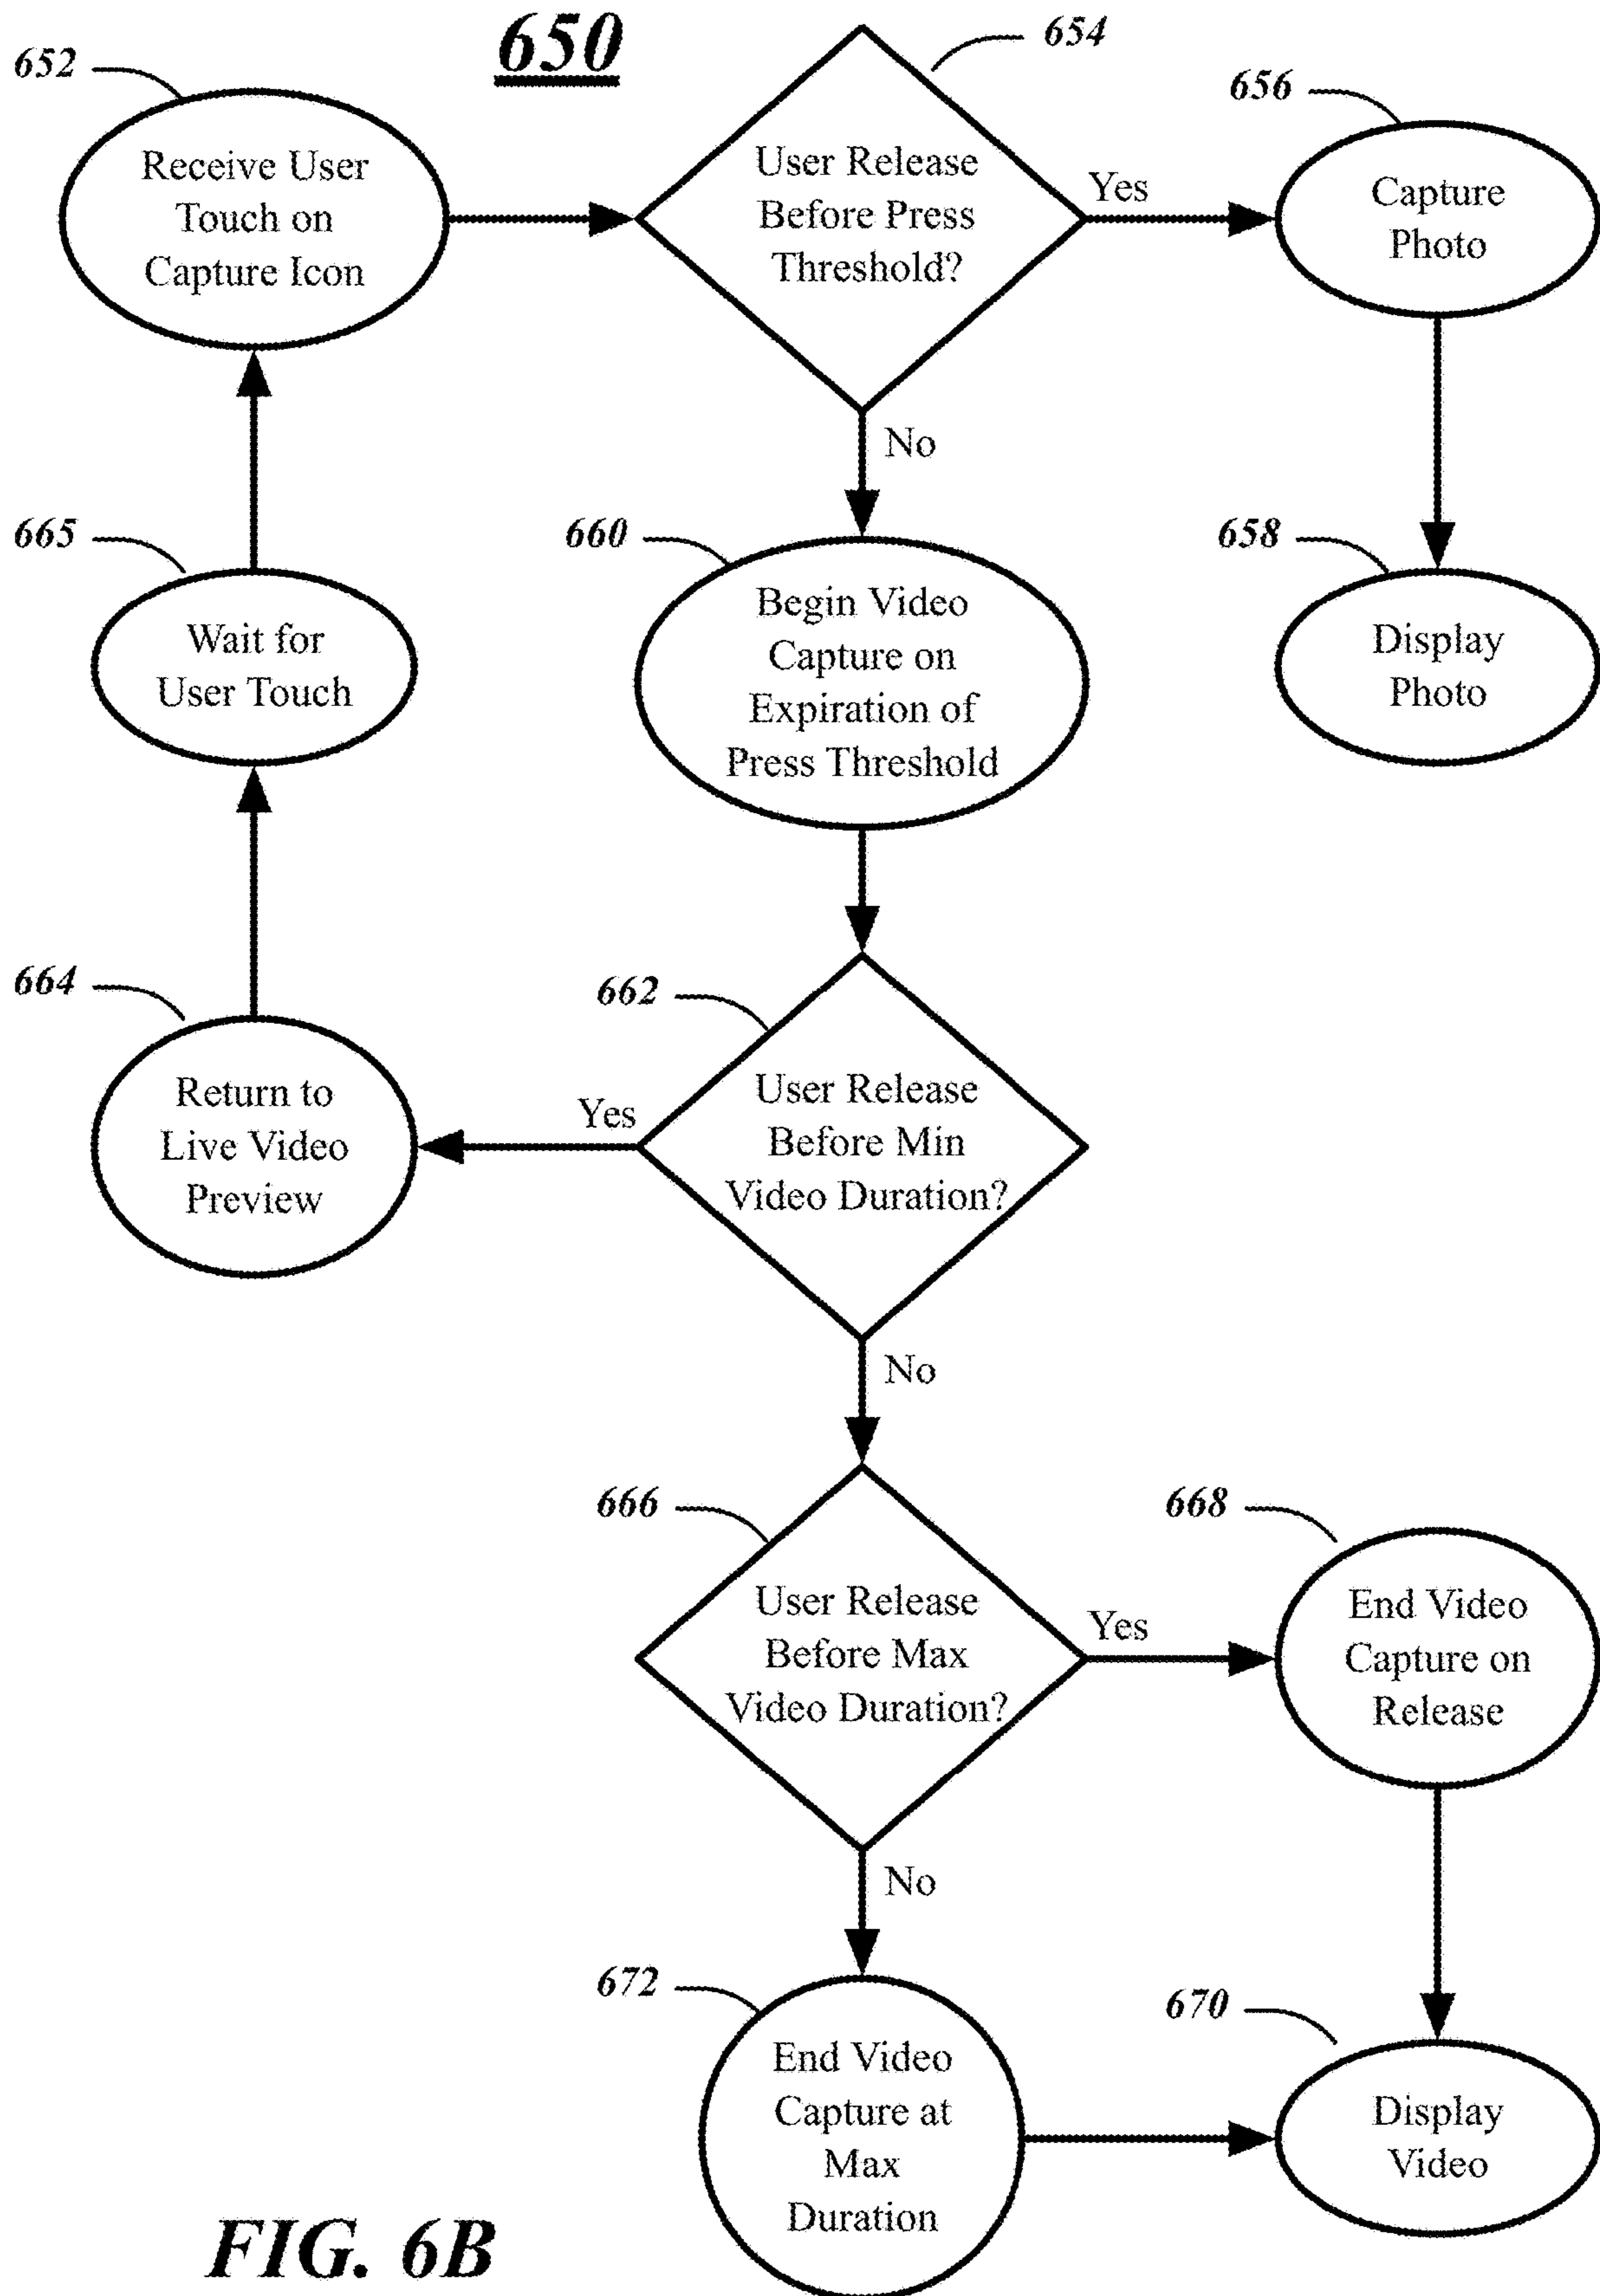 650
652
Receive User
Touch on
Capture Icon
654
User Release
Before Press
Threshold?
Yes
656
Capture
Photo
No
665
Wait for
User Touch
660
Begin Video
Capture on
Expiration of
Press Threshold
658
Display
Photo
664
Return to
Live Video
Preview
Yes
662
User Release
Before Min
Video Duration?
No
666
User Release
Before Max
Video Duration?
Yes
668
End Video
Capture on
Release
No
672
End Video
Capture at
Max
Duration
670
Display
Video
FIG. 6B